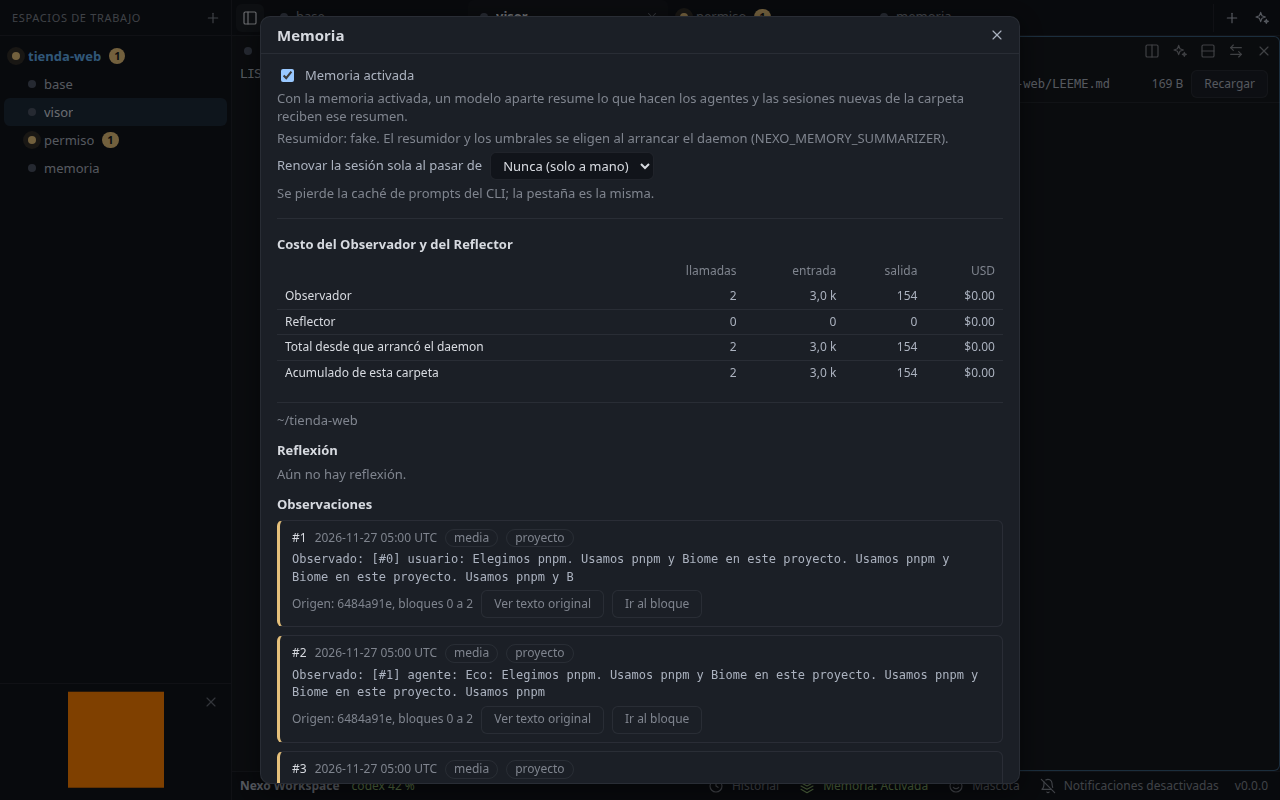 ESPACIOS DE TRABAJO
tienda-web 1
base
visor
permiso 1
memoria
base visor permiso 1 memoria
LIS
-web/LEEME.md 169 B Recargar
Memoria
Memoria activada
Con la memoria activada, un modelo aparte resume lo que hacen los agentes y las sesiones nuevas de la carpeta
reciben ese resumen.
Resumidor: fake. El resumidor y los umbrales se eligen al arrancar el daemon (NEXO_MEMORY_SUMMARIZER).
Renovar la sesión sola al pasar de Nunca (solo a mano)
Se pierde la caché de prompts del CLI; la pestaña es la misma.
Costo del Observador y del Reflector
llamadas entrada salida USD
Observador 2 3,0 k 154 $0.00
Reflector 0 0 0 $0.00
Total desde que arrancó el daemon 2 3,0 k 154 $0.00
Acumulado de esta carpeta 2 3,0 k 154 $0.00
~/tienda-web
Reflexión
Aún no hay reflexión.
Observaciones
#1 2026-11-27 05:00 UTC media proyecto
Observado: [#0] usuario: Elegimos pnpm. Usamos pnpm y Biome en este proyecto. Usamos pnpm y
Biome en este proyecto. Usamos pnpm y B
Origen: 6484a91e, bloques 0 a 2 Ver texto original Ir al bloque
#2 2026-11-27 05:00 UTC media proyecto
Observado: [#1] agente: Eco: Elegimos pnpm. Usamos pnpm y Biome en este proyecto. Usamos pnpm y
Biome en este proyecto. Usamos pnpm
Origen: 6484a91e, bloques 0 a 2 Ver texto original Ir al bloque
#3 2026-11-27 05:00 UTC media proyecto
Nexo Workspace codex 42 % Historial Memoria: Activada Mascota Notificaciones desactivadas v0.0.0